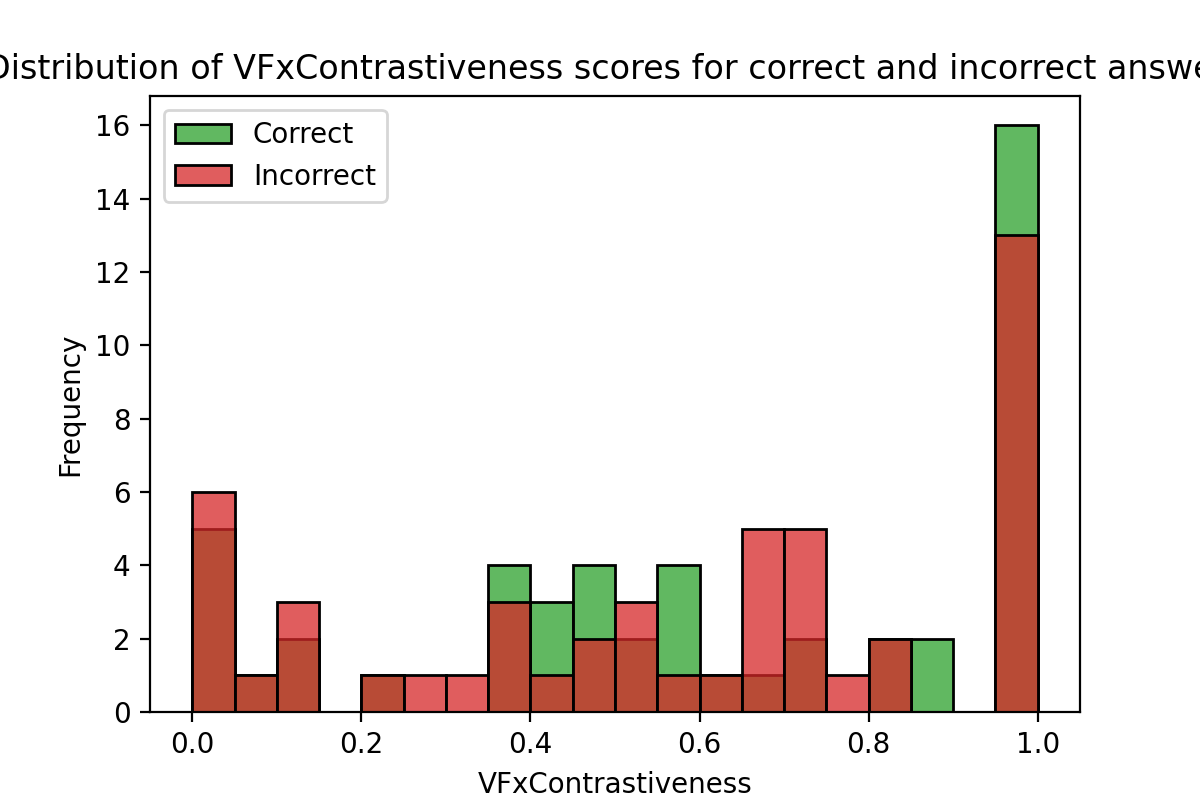 Distribution of VFxContrastiveness scores for correct and incorrect answe
Correct
Incorrect
16
14
12
10
8
6
4
2
0
Frequency
0.0 0.2 0.4 0.6 0.8 1.0
VFxContrastiveness